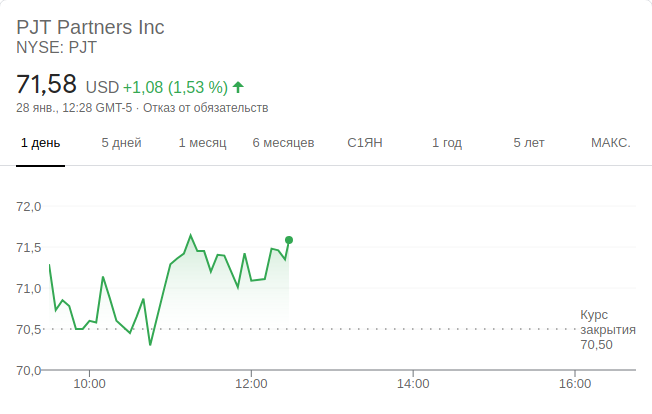 PJT Partners Inc
NYSE: PJT
71,58 USD +1,08 (1,53 %)
28 янв., 12:28 GMT-5 · Отказ от обязательств
1 день 5 дней 1 месяц 6 месяцев С1ЯН 1 год 5 лет МАКС.
72,0
71,5
71,0
70,5
70,0
Курс
закрытия
70,50
10:00 12:00 14:00 16:00